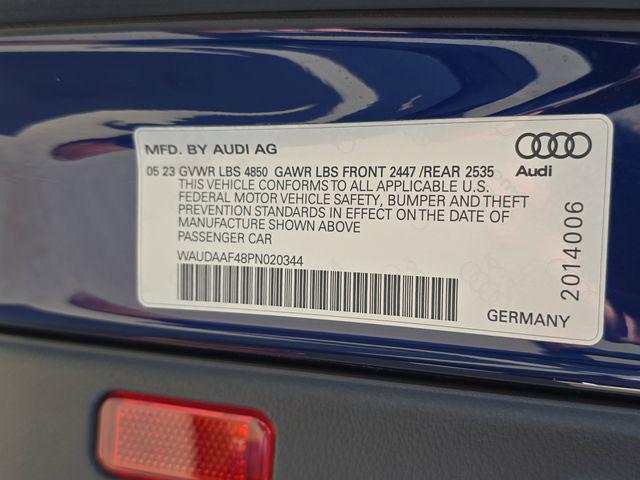 MFD. BY AUDI AG
05 23 GVWR LBS 4850 GAWR LBS FRONT 2447 /REAR 2535
THIS VEHICLE CONFORMS TO ALL APPLICABLE U.S.
FEDERAL MOTOR VEHICLE SAFETY, BUMPER AND THEFT
PREVENTION STANDARDS IN EFFECT ON THE DATE OF
MANUFACTURE SHOWN ABOVE
PASSENGER CAR
WAUDAAF48PN020344
Audi
2014006
GERMANY